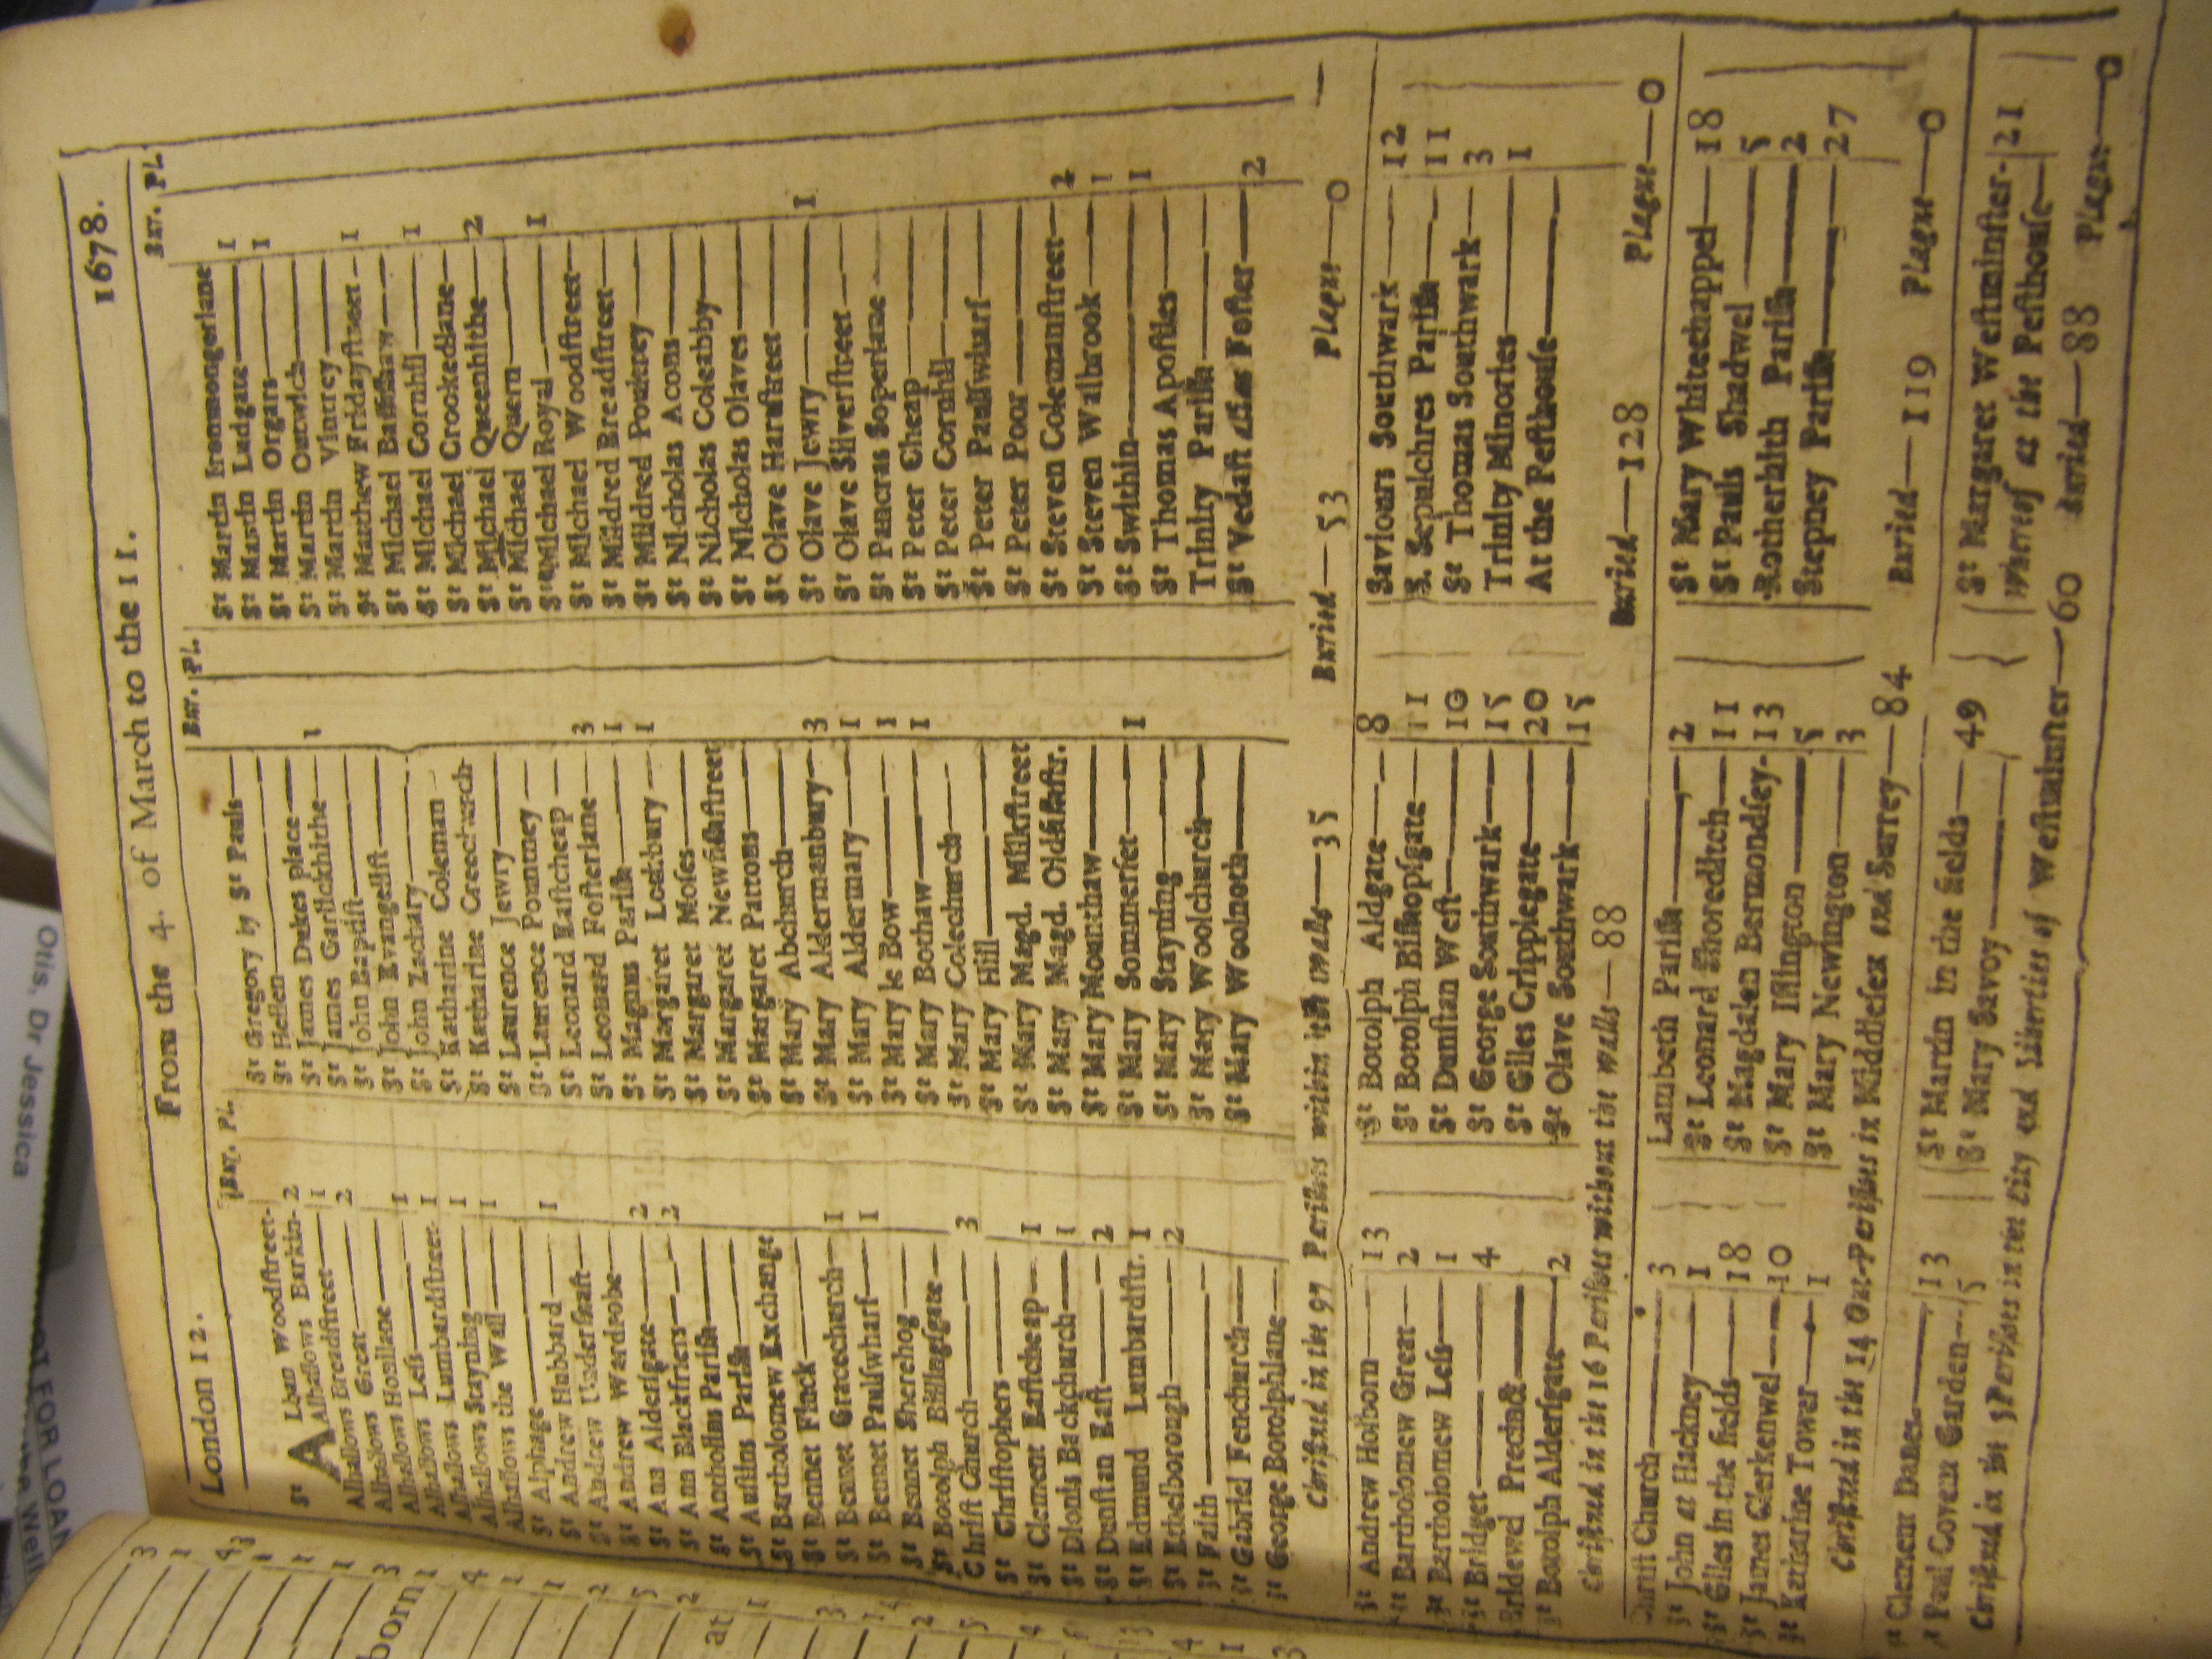 London 12. From the 4. of March to the 11. 1678.
Bur. Pl.
St ALban Woodstreet
Alhallows Barkin 2
Alhallows Breadstreet 1
Alhallows Great 2
Alhallows Honilane
Alhallows Less 1
Alhallows Lumbardstreet 1
Alhallows Stayning 1
Alhallows the Wall 1
St Alphage
St Andrew Hubbard 1
St Andrew Undershaft
St Andrew Wardrobe
St Ann Aldersgate 2
St Ann Blackfriers 2
St Antholins Parish
St Austins Parish
St Bartholomew Exchange
St Bennet Finck
St Bennet Gracechurch 1
St Bennet Paulswharf 1
St Bennet Sherehog
St Botolph Billingsgate
Christ Church 3
St Christophers
St Clement Eastcheap 1
St Dionis Backchurch 1
St Dunstan East 2
St Edmund Lumbardstr. 1
St Ethelborough 2
St Faith
St Gabriel Fenchurch
St George Botolphlane
Bur. Pl.
St Gregory by St Pauls
St Hellen
St James Dukes place
St James Garlickhithe 1
St John Baptist
St John Evangelist
St John Zachary
St Katharine Coleman
St Katharine Creechurch
St Laurence Jewry
St Laurence Pountney
St Leonard Eastcheap
St Leonard Fosterlane 3
St Magnus Parish 1
St Margaret Lothbury 1
St Margaret Moses
St Margaret Newfishstreet
St Margaret Pattons
St Mary Abchurch
St Mary Aldermanbury 3
St Mary Aldermary 1
St Mary le Bow 1
St Mary Bothaw 1
St Mary Colechurch
St Mary Hill
St Mary Magd. Milkstreet
St Mary Magd. Oldfishstr.
St Mary Mounthaw
St Mary Sommerset 1
St Mary Stayning
St Mary Woolchurch
St Mary Woolnoth
Bur. Pl.
St Martin Ironmongerlane
St Martin Ludgate 1
St Martin Orgars 1
St Martin Outwich
St Martin Vintrey
St Matthew Fridaystreet 1
St Michael Bassishaw
St Michael Cornhil 1
St Michael Crookedlane
St Michael Queenhithe 2
St Michael Quern
St Michael Royal 1
St Michael Woodstreet
St Mildred Breadstreet
St Mildred Poultrey
St Nicholas Acons
St Nicholas Coleabby
St Nicholas Olaves
St Olave Hartstreet
St Olave Jewry 1
St Olave Silverstreet
St Pancras Soperlane
St Peter Cheap
St Peter Cornhil
St Peter Paulswharf
St Peter Poor
St Steven Colemanstreet 2
St Steven Walbrook 1
St Swithin 1
St Thomas Apostles
Trinity Parish
St Vedast alias Foster 2
Christned in the 97 Parishes within the walls—35 Buried—53 Plague—0
St Andrew Holborn 13
St Bartholomew Great 2
St Bartholomew Less 1
St Bridget 4
Bridewel Precinct
St Botolph Aldersgate 2
St Botolph Aldgate 8
St Botolph Bishopsgate 11
St Dunstan West 10
St George Southwark 15
St Giles Cripplegate 20
St Olave Southwark 15
Saviours Southwark 12
S. Sepulchres Parish 11
St Thomas Southwark 3
Trinity Minories 1
At the Pesthouse
Christned in the 16 Parishes without the walls—88 Buried—128 Plague—0
Christ Church 3
St John at Hackney 1
St Giles in the fields 18
St James Clerkenwel 10
St Katharine Tower 1
Lambeth Parish 2
St Leonard Shoreditch 11
St Magdalen Bermondsey 13
St Mary Islington 5
St Mary Newington 3
St Mary Whitechappel 18
St Pauls Shadwel 5
Rotherhith Parish 2
Stepney Parish 27
Christned in the 14 Out-Parishes in Middlesex and Surrey—84 Buried—119 Plague—0
St Clement Danes 13
St Paul Coven Garden 5
St Martin in the fields 49
St Mary Savoy
St Margaret Westminster 21
Whereof at the Pesthouse
Christned in the 5 Parishes in the City and Liberties of Westminster—60 Buried—88 Plague—0
Otis, Dr Jessica
NOT FOR LOAN
born
at